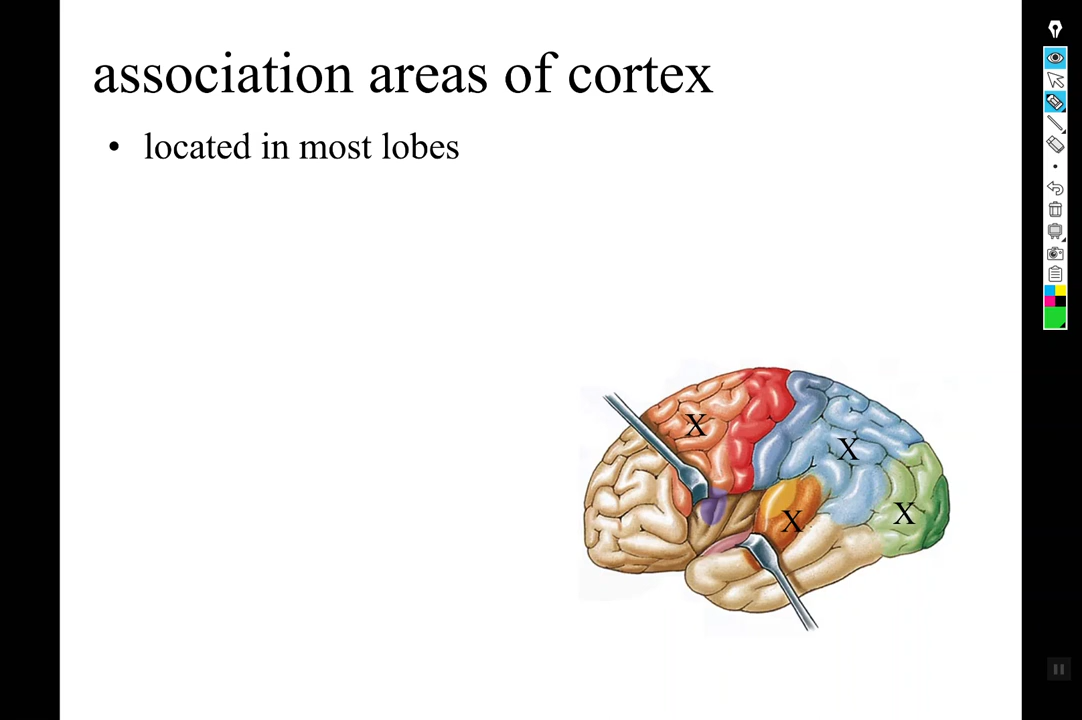 association areas of cortex
• located in most lobes
X
X
X
X